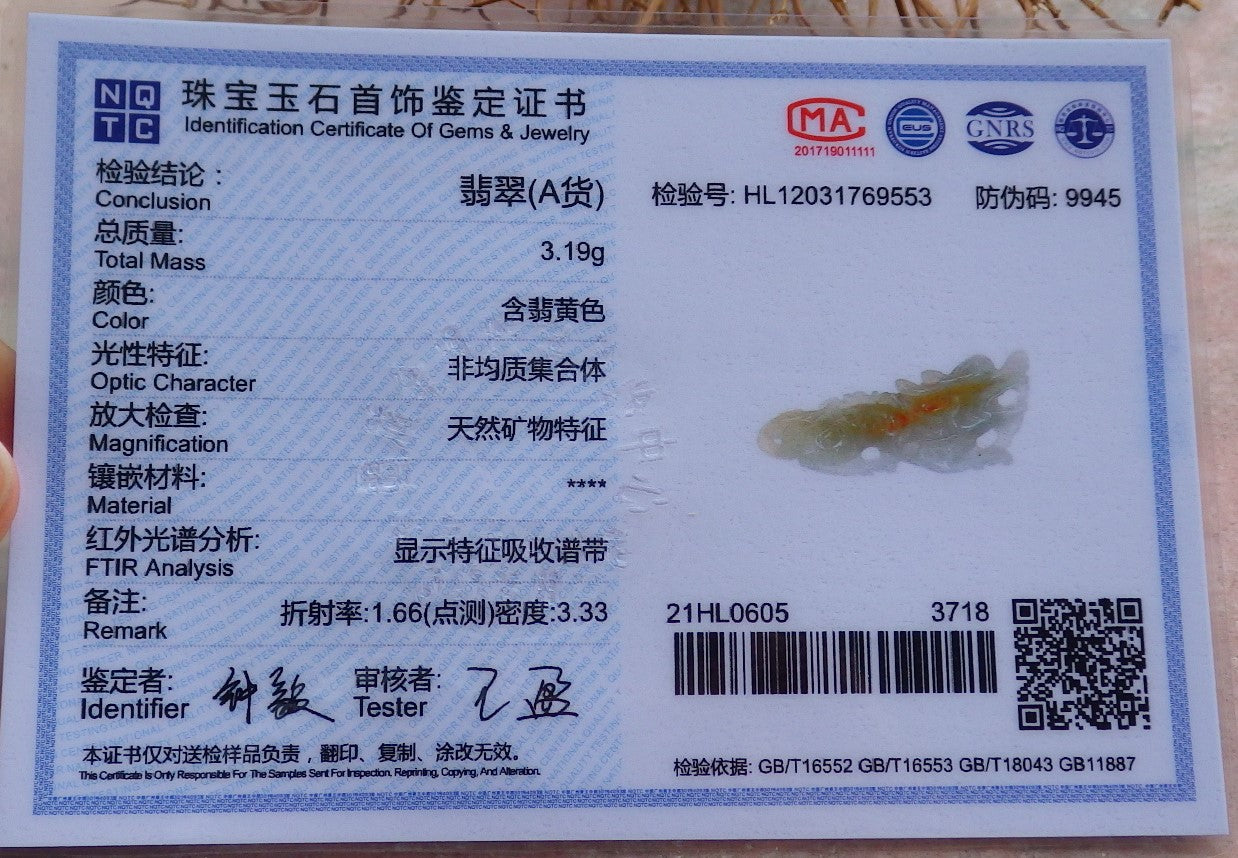 NQ
TC
珠宝玉石首饰鉴定证书
Identification Certificate Of Gems & Jewelry
MA
201719011111
EUS
GNRS
检验结论：
Conclusion
翡翠(A货)
总质量:
Total Mass
3.19g
颜色:
Color
含翡黄色
光性特征:
Optic Character
非均质集合体
放大检查:
Magnification
天然矿物特征
镶嵌材料:
Material
****
红外光谱分析:
FTIR Analysis
显示特征吸收谱带
备注:
Remark
折射率:1.66(点测)密度:3.33
鉴定者:
Identifier
审核者:
Tester
王盈
本证书仅对送检样品负责，翻印、复制、涂改无效。
This Certificate Is Only Responsible For The Samples Sent For Inspection. Reprinting, Copying, And Alteration.
检验号: HL12031769553
防伪码: 9945
21HL0605
3718
检验依据: GB/T16552 GB/T16553 GB/T18043 GB11887